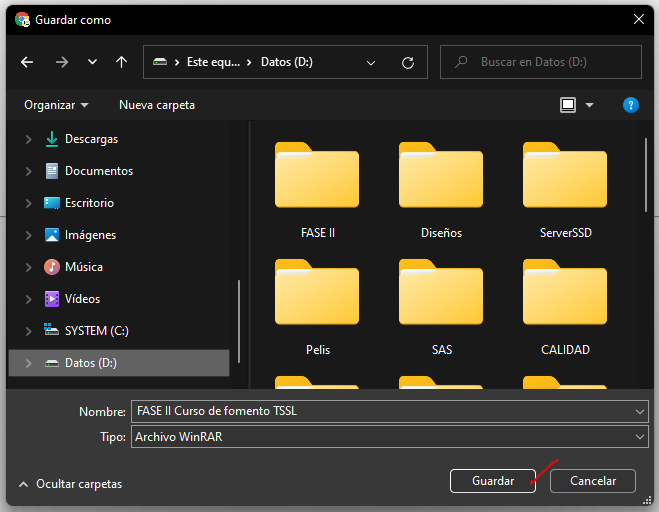 Guardar como
Este equ... Datos (D:)
Buscar en Datos (D:)
Organizar Nueva carpeta
Descargas
Documentos
Escritorio
Imágenes
Música
Vídeos
SYSTEM (C:)
Datos (D:)
FASE II Diseños ServerSSD
Pelis SAS CALIDAD
Nombre: FASE II Curso de fomento TSSL
Tipo: Archivo WinRAR
Ocultar carpetas Guardar Cancelar